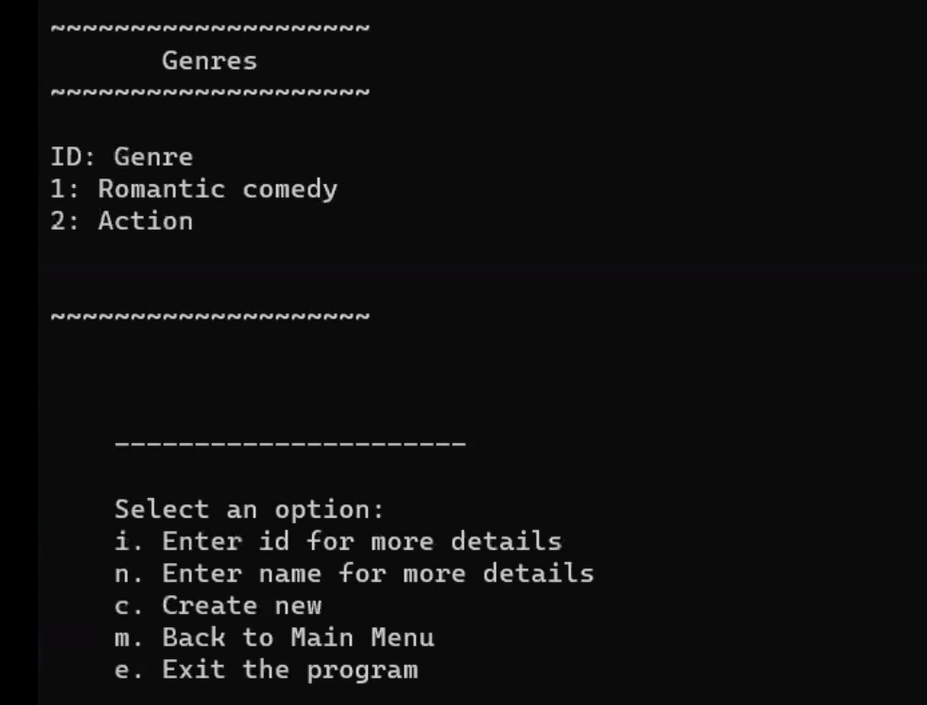 ~~~~~~~~~~~~~~~~~~~~
Genres
~~~~~~~~~~~~~~~~~~~~
ID: Genre
1: Romantic comedy
2: Action
~~~~~~~~~~~~~~~~~~~~
----------------------
Select an option:
i. Enter id for more details
n. Enter name for more details
c. Create new
m. Back to Main Menu
e. Exit the program